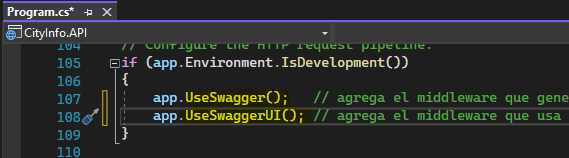 Program.cs*
CityInfo.API
104 // Configure the HTTP request pipeline.
105 if (app.Environment.IsDevelopment())
106 {
107 app.UseSwagger(); // agrega el middleware que gene
108 app.UseSwaggerUI(); // agrega el middleware que usa
109 }
110